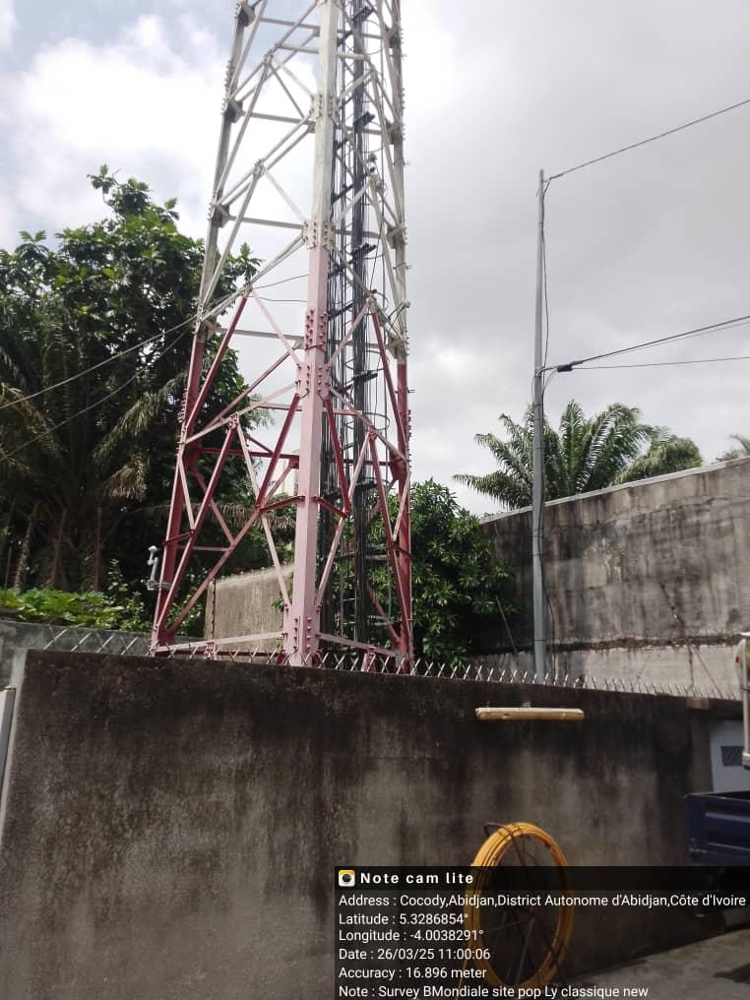 Note cam lite
Address : Cocody,Abidjan,District Autonome d'Abidjan,Côte d'Ivoire
Latitude : 5.3286854°
Longitude : -4.0038291°
Date : 26/03/25 11:00:06
Accuracy : 16.896 meter
Note : Survey BMondiale site pop Ly classique new